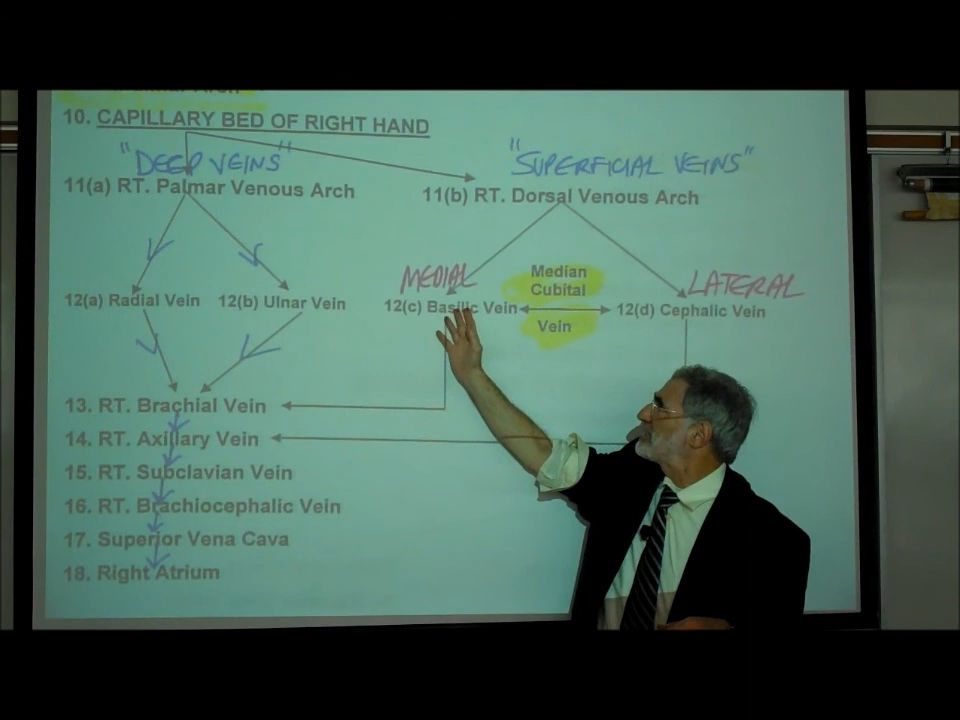 10. CAPILLARY BED OF RIGHT HAND
"DEEP VEINS"
"SUPERFICIAL VEINS"
11(a) RT. Palmar Venous Arch
11(b) RT. Dorsal Venous Arch
MEDIAL
Median
Cubital
Vein
LATERAL
12(a) Radial Vein
12(b) Ulnar Vein
12(c) Basilic Vein
12(d) Cephalic Vein
13. RT. Brachial Vein
14. RT. Axillary Vein
15. RT. Subclavian Vein
16. RT. Brachiocephalic Vein
17. Superior Vena Cava
18. Right Atrium